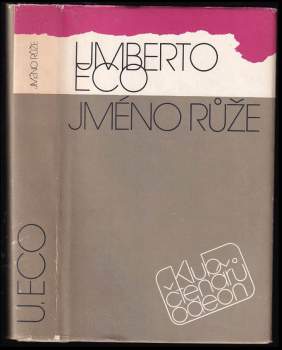 JMÉNO RŮŽE
U. ECO
UMBERTO
ECO
JMÉNO RŮŽE
Klub
čtenářů
odeon